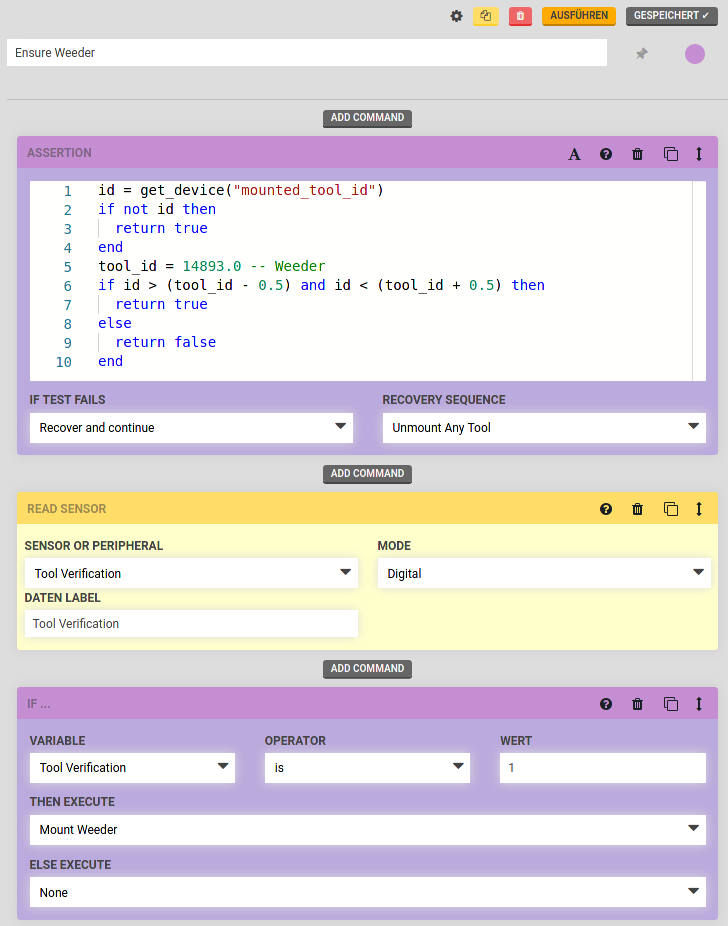 AUSFÜHREN GESPEICHERT ✓
Ensure Weeder
ADD COMMAND
ASSERTION A
1 id = get_device("mounted_tool_id")
2 if not id then
3 return true
4 end
5 tool_id = 14893.0 -- Weeder
6 if id > (tool_id - 0.5) and id < (tool_id + 0.5) then
7 return true
8 else
9 return false
10 end
IF TEST FAILS RECOVERY SEQUENCE
Recover and continue Unmount Any Tool
ADD COMMAND
READ SENSOR
SENSOR OR PERIPHERAL MODE
Tool Verification Digital
DATEN LABEL
Tool Verification
ADD COMMAND
IF ...
VARIABLE OPERATOR WERT
Tool Verification is 1
THEN EXECUTE
Mount Weeder
ELSE EXECUTE
None